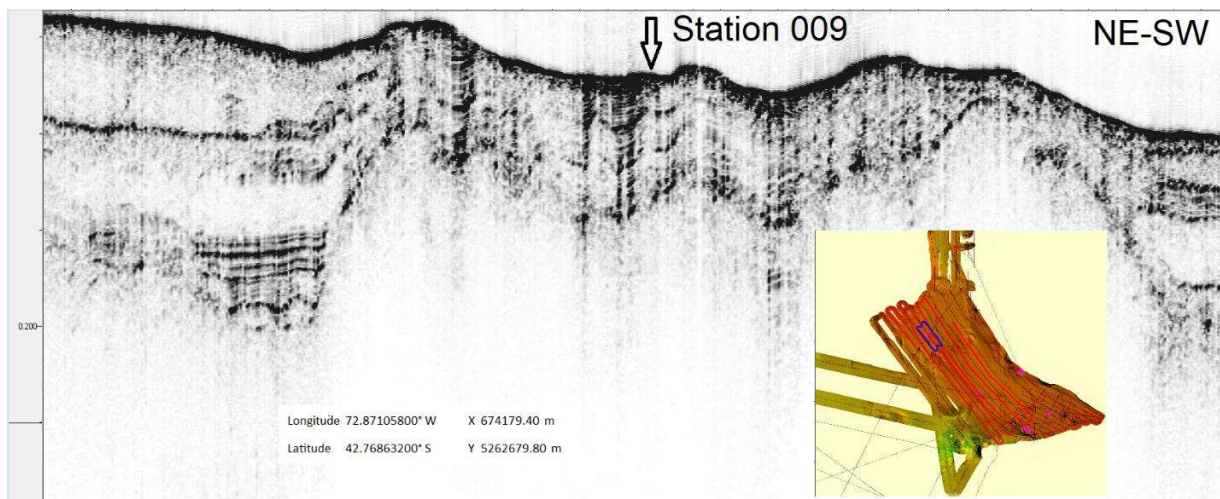 Station 009
NE-SW
0.200
Longitude 72.87105800° W X 674179.40 m
Latitude 42.76863200° S Y 5262679.80 m